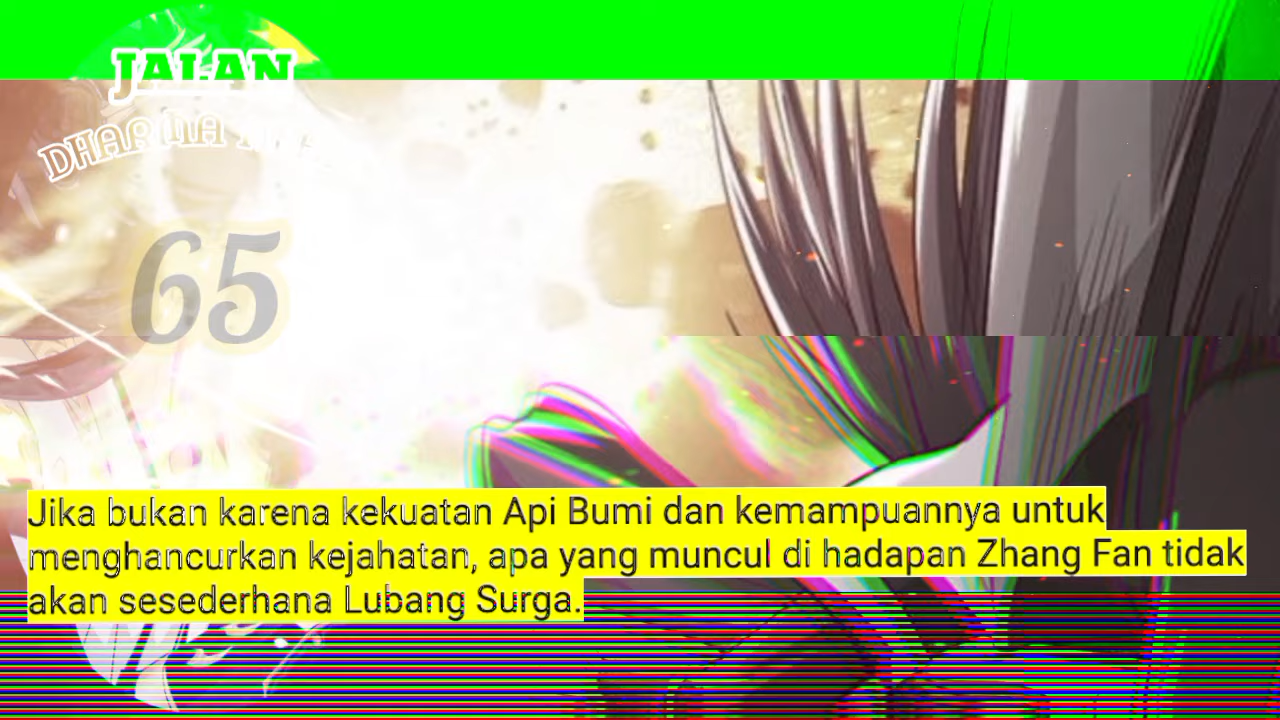 JALAN
DHARMA
65
Jika bukan karena kekuatan Api Bumi dan kemampuannya untuk
menghancurkan kejahatan, apa yang muncul di hadapan Zhang Fan tidak
akan sesederhana Lubang Surga.